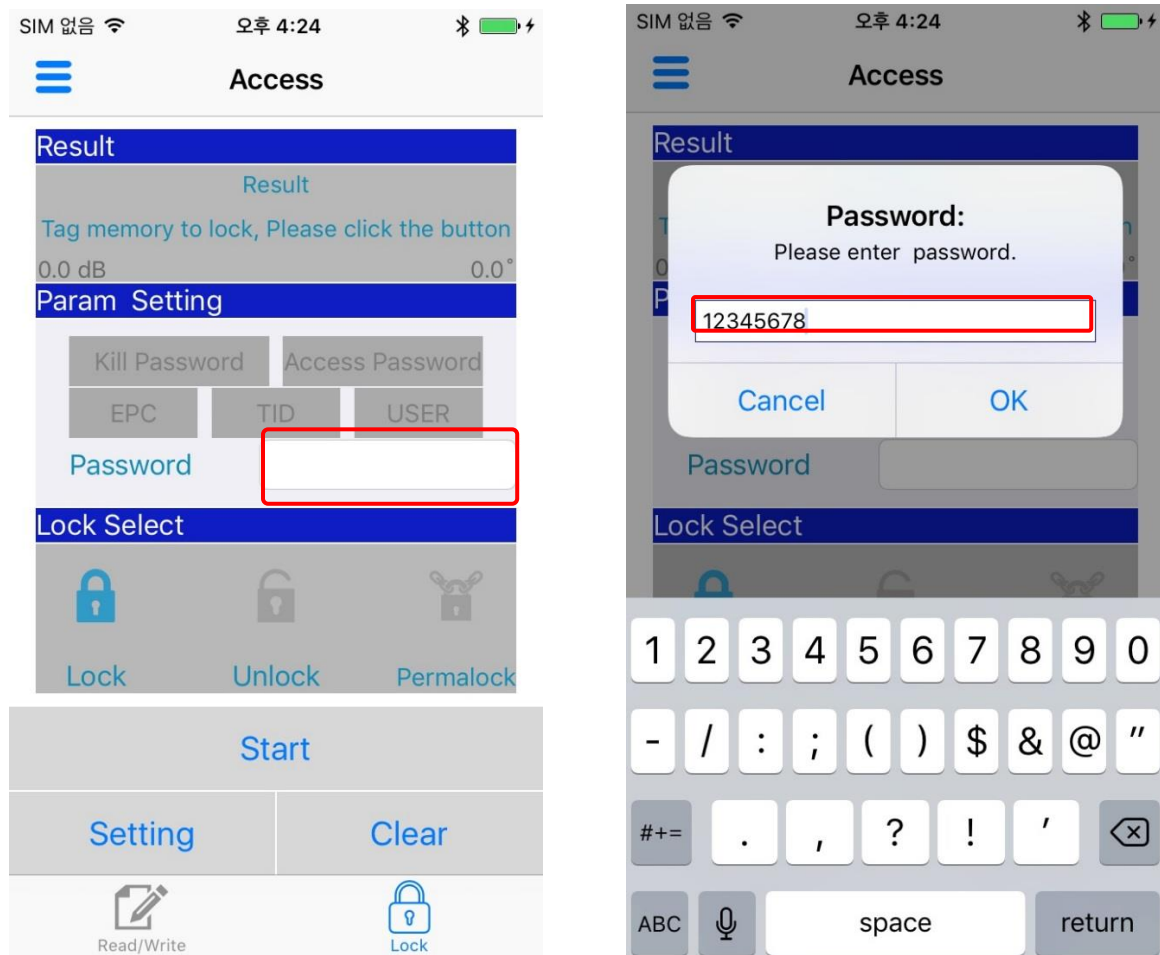 SIM 없음 오후 4:24
Access
Result
Result
Tag memory to lock, Please click the button
0.0 dB 0.0°
Param Setting
Kill Password Access Password
EPC TID USER
Password
Lock Select
Lock Unlock Permalock
Start
Setting Clear
Read/Write Lock
SIM 없음 오후 4:24
Access
Result
Password:
Please enter password.
12345678
Cancel OK
Password
Lock Select
1 2 3 4 5 6 7 8 9 0
- / : ; ( ) $ & @ "
#+= . , ? ! '
ABC space return